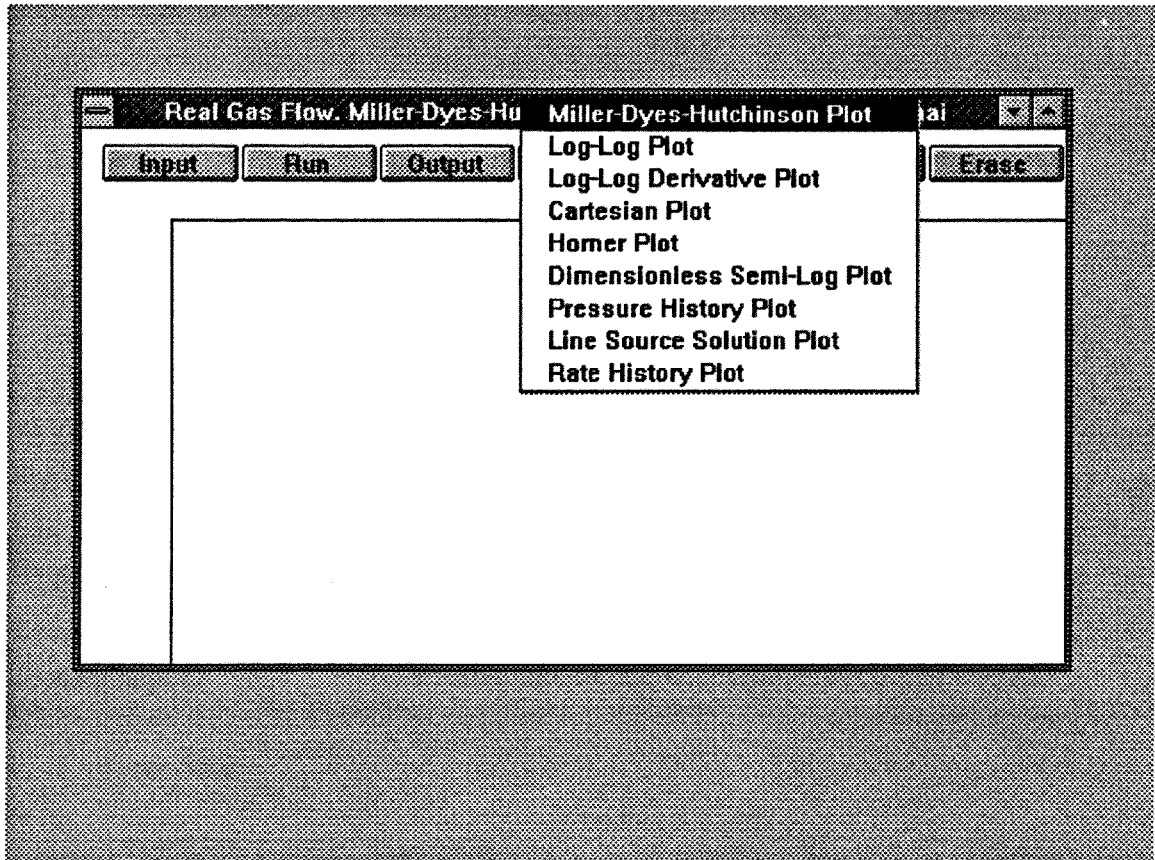 Real Gas Flow. Miller-Dyes-Hu
Miller-Dyes-Hutchinson Plot
Input Run Output Erase
Log-Log Plot
Log-Log Derivative Plot
Cartesian Plot
Horner Plot
Dimensionless Semi-Log Plot
Pressure History Plot
Line Source Solution Plot
Rate History Plot